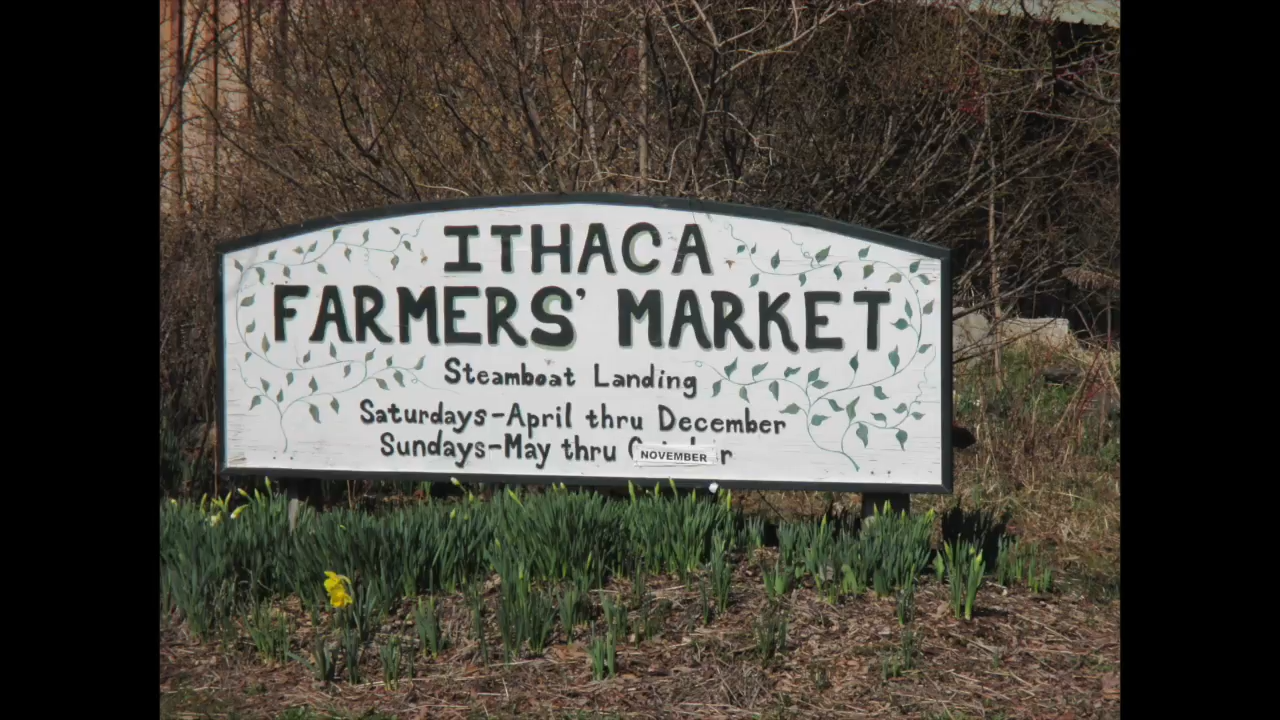 ITHACA
FARMERS' MARKET
Steamboat Landing
Saturdays-April thru December
Sundays-May thru NOVEMBER